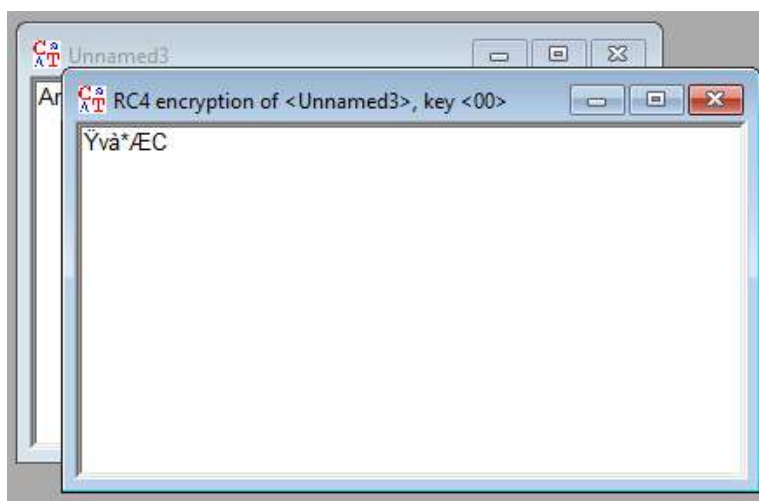 Unnamed3
Ar
RC4 encryption of <Unnamed3>, key <00>
Ÿvà*ÆC